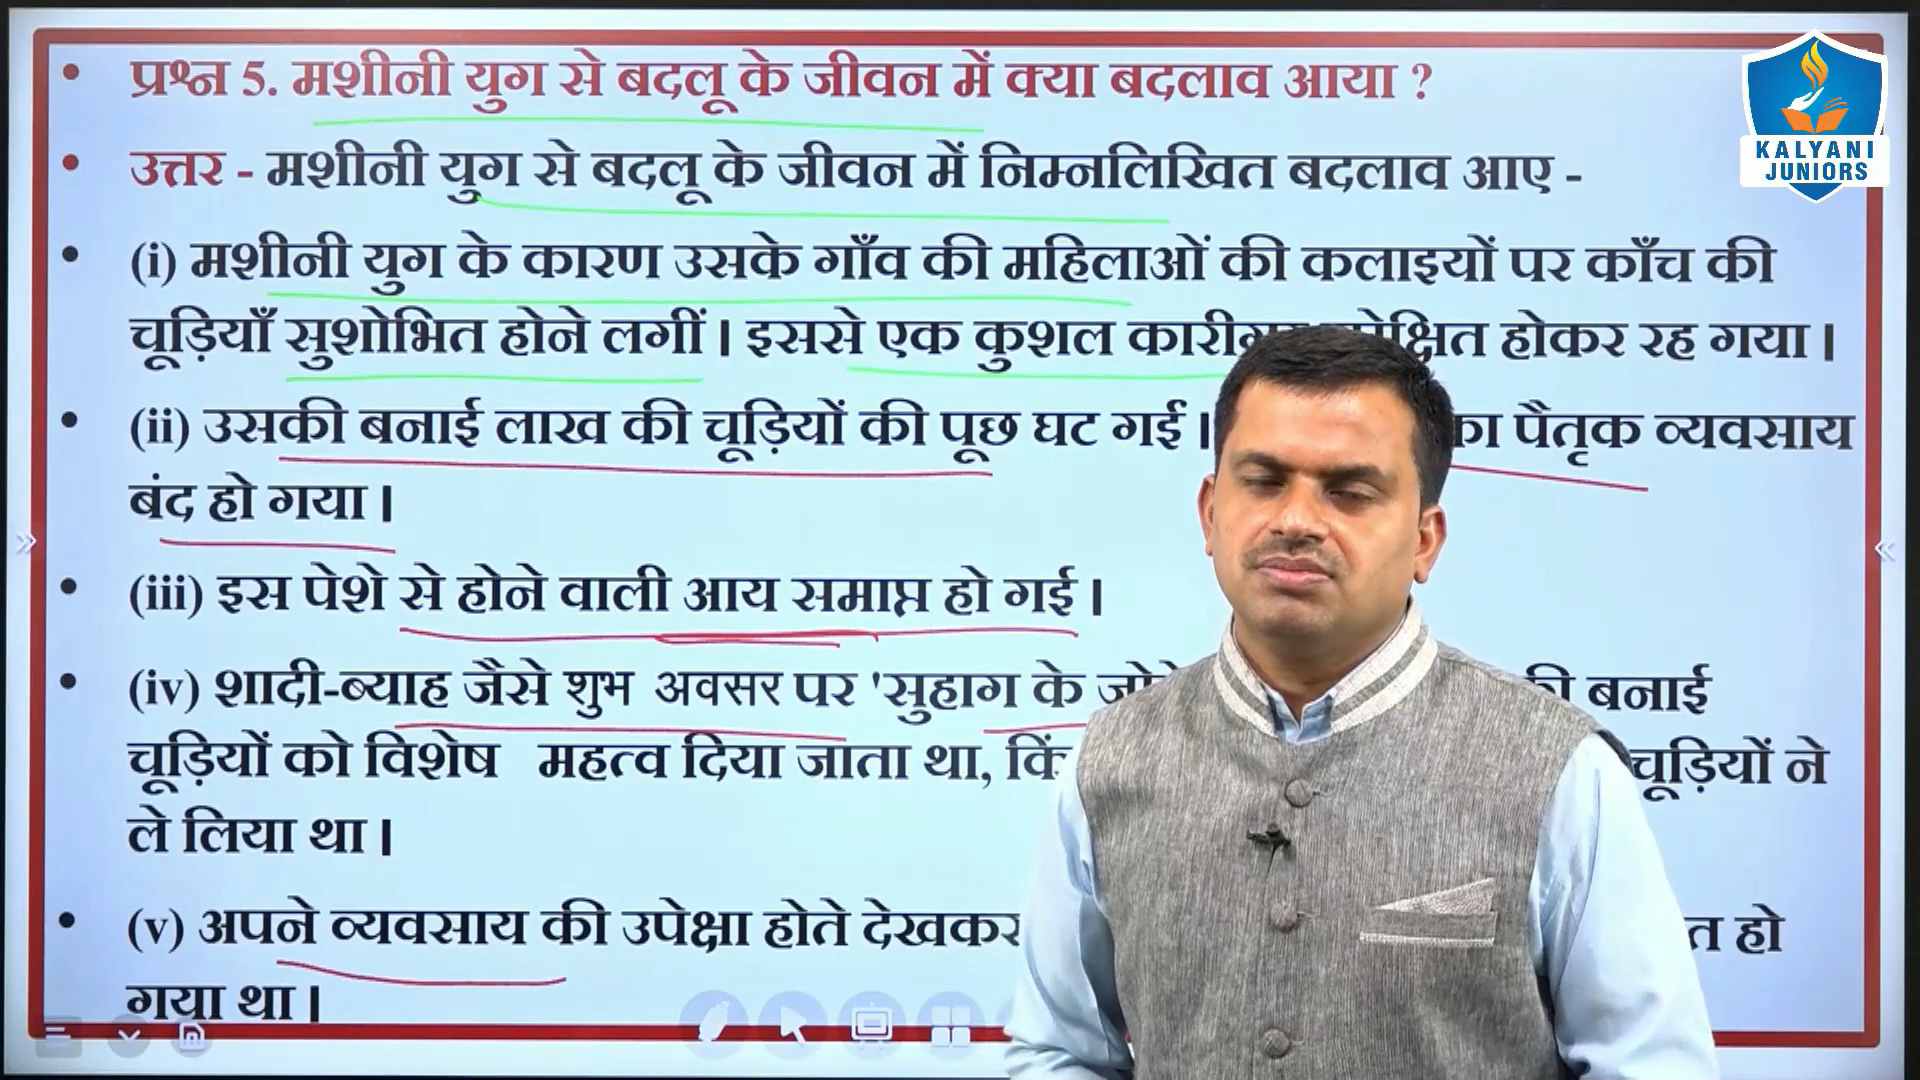 प्रश्न 5. मशीनी युग से बदलू के जीवन में क्या बदलाव आया ?
KALYANI
JUNIORS
उत्तर - मशीनी युग से बदलू के जीवन में निम्नलिखित बदलाव आए -
(i) मशीनी युग के कारण उसके गाँव की महिलाओं की कलाइयों पर काँच की
चूड़ियाँ सुशोभित होने लगीं। इससे एक कुशल होकर रह गया।
(ii) उसकी बनाई लाख की चूड़ियों की पूछ घट गई। का पैतृक व्यवसाय
बंद हो गया।
(iii) इस पेशे से होने वाली आय समाप्त हो गई।
(iv) शादी-ब्याह जैसे शुभ अवसर पर 'सुहाग के बनाई
चूड़ियों को विशेष महत्व दिया जाता था, चूड़ियों ने
ले लिया था।
(v) अपने व्यवसाय की उपेक्षा होते देखकर हो
गया था।